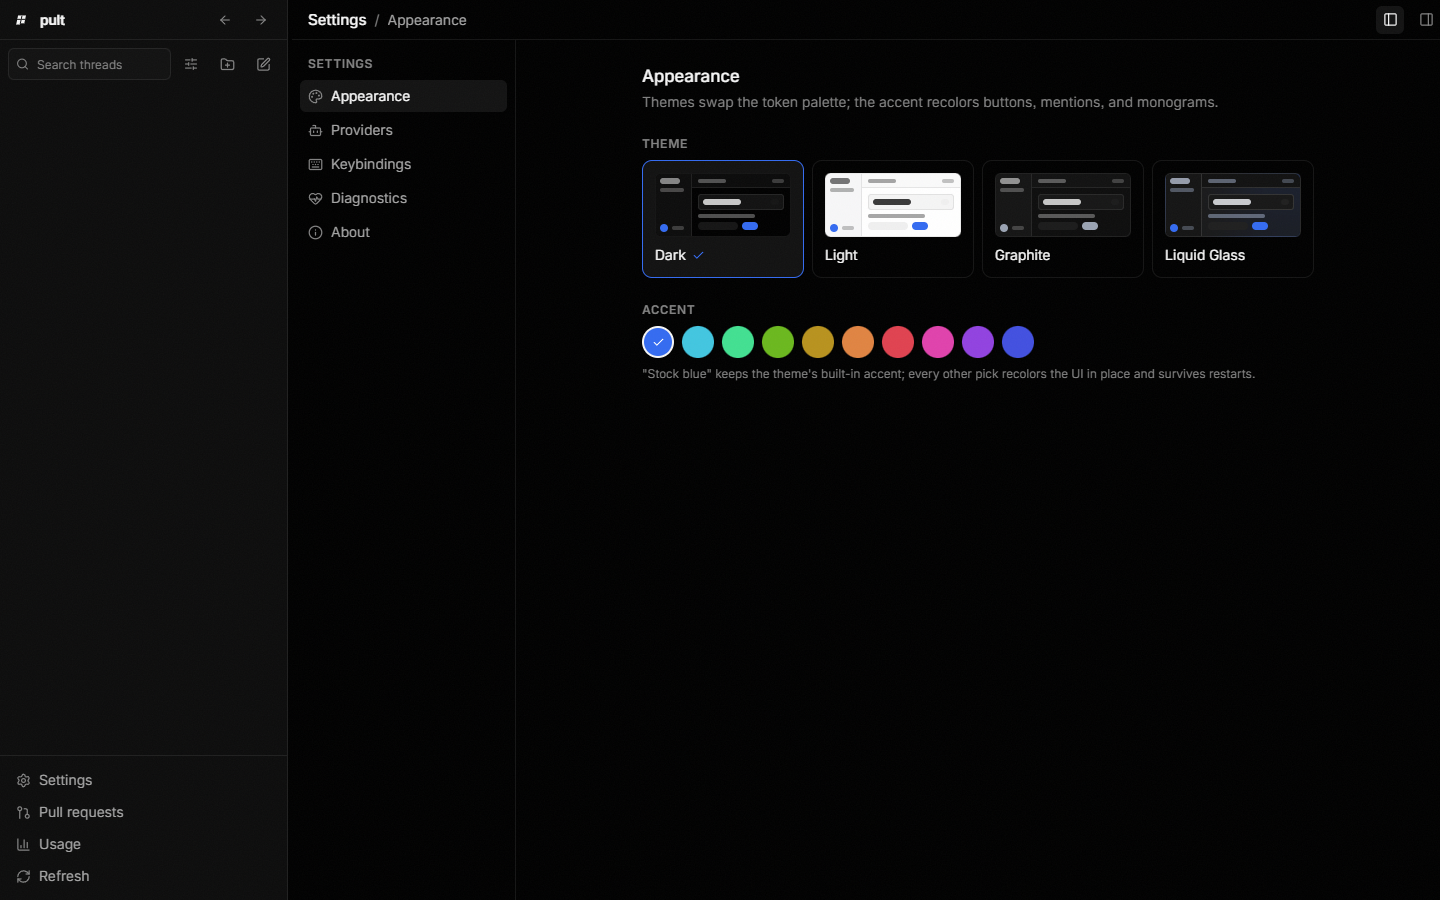 pult
Settings / Appearance
Search threads
SETTINGS
Appearance
Providers
Keybindings
Diagnostics
About
Appearance
Themes swap the token palette; the accent recolors buttons, mentions, and monograms.
THEME
Dark
Light
Graphite
Liquid Glass
ACCENT
"Stock blue" keeps the theme's built-in accent; every other pick recolors the UI in place and survives restarts.
Settings
Pull requests
Usage
Refresh